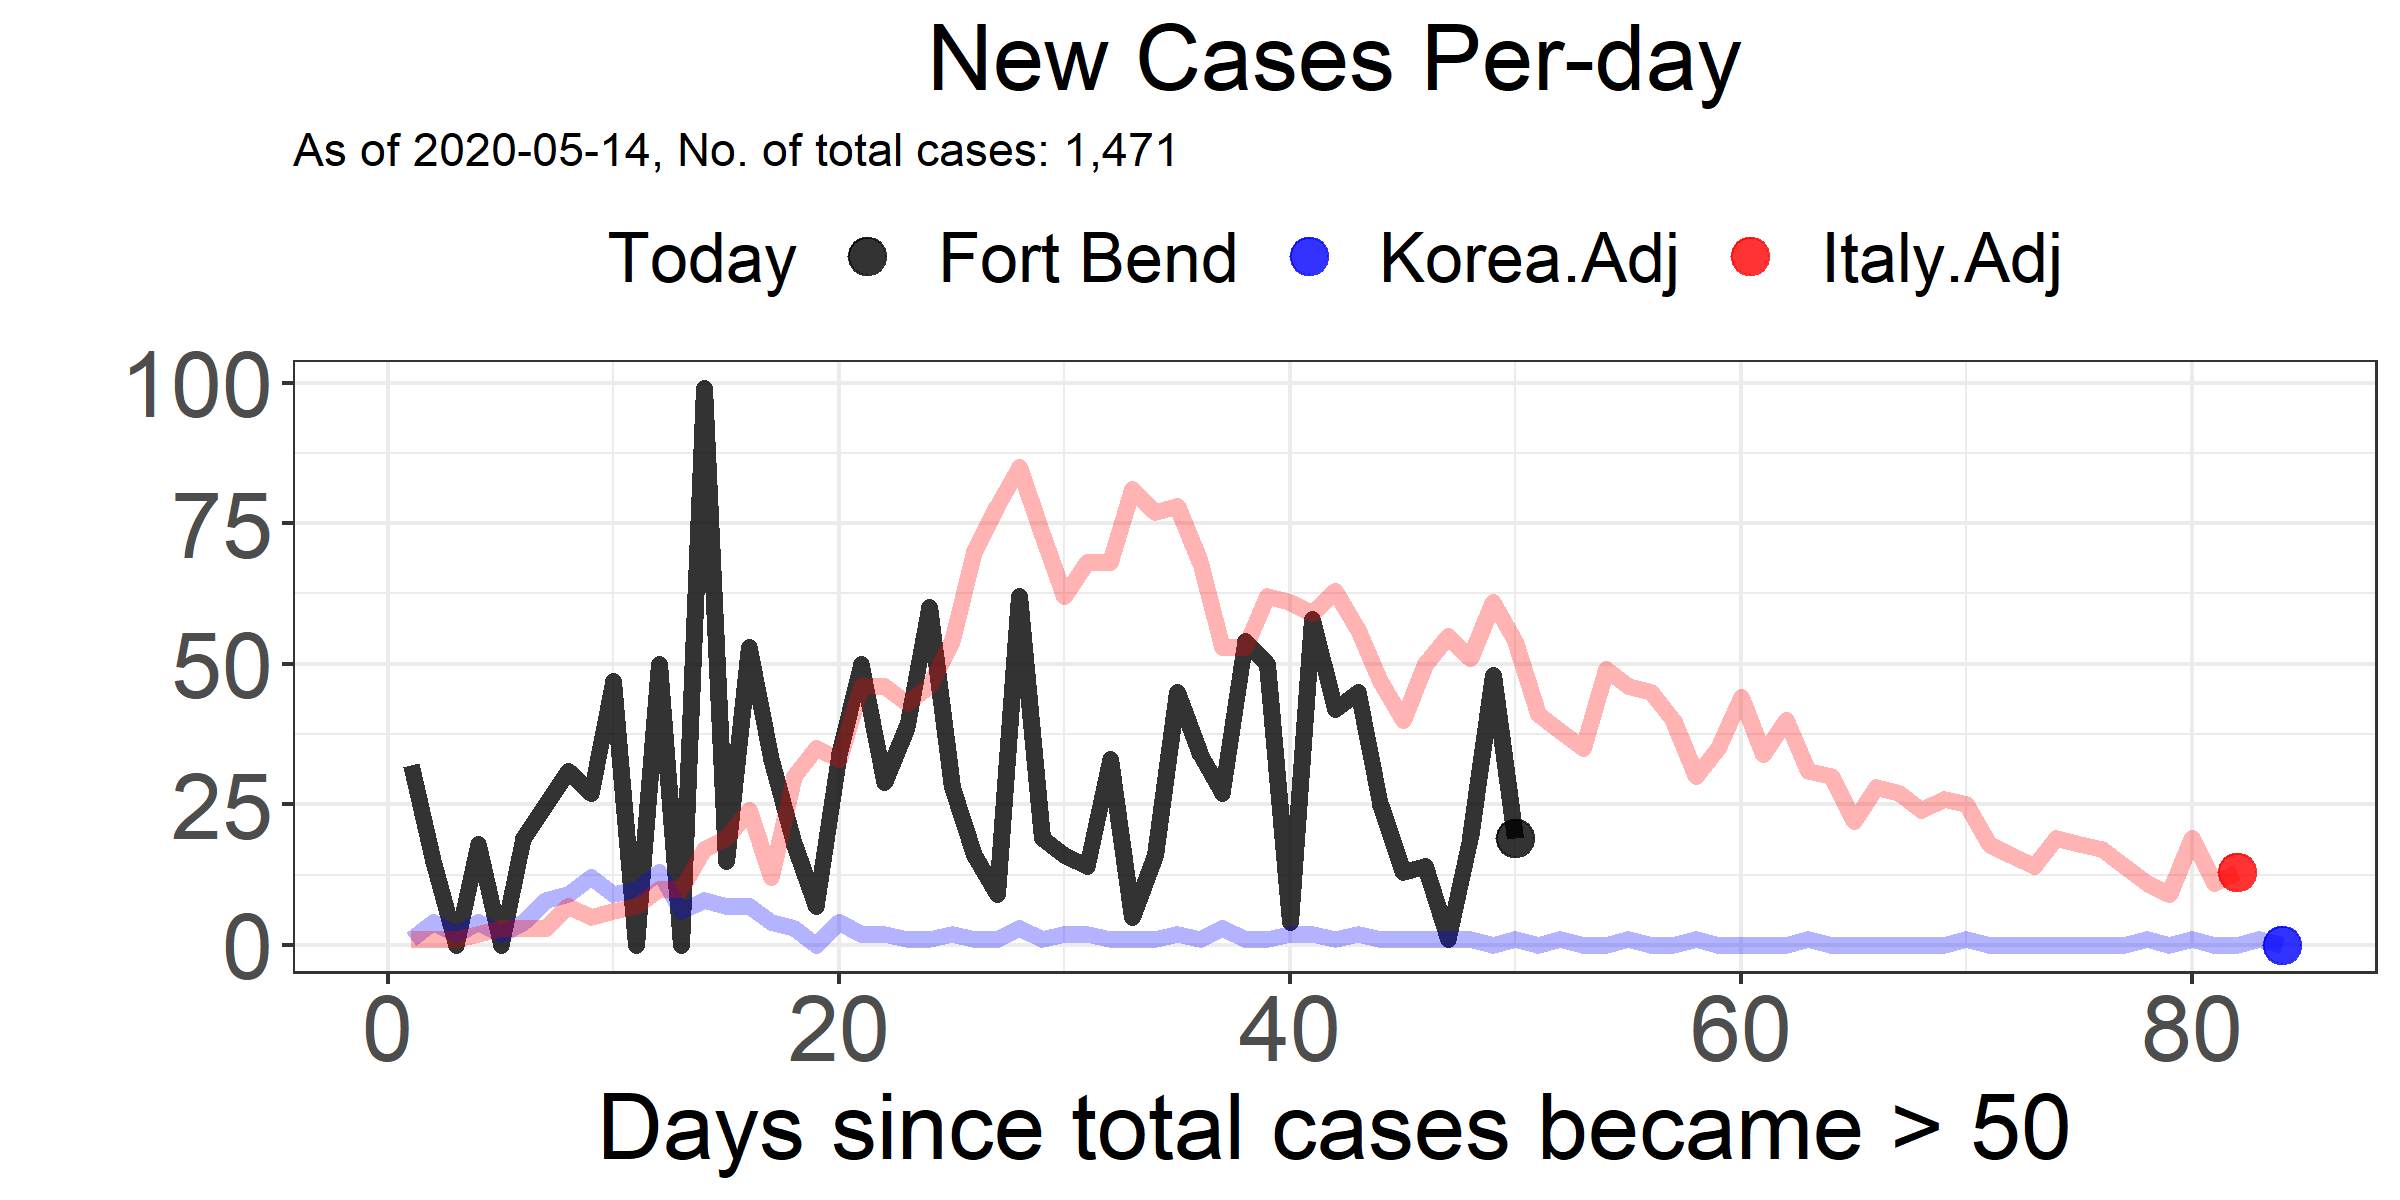 New Cases Per-day
As of 2020-05-14, No. of total cases: 1,471
Today Fort Bend Korea.Adj Italy.Adj
100
75
50
25
0
0 20 40 60 80
Days since total cases became > 50